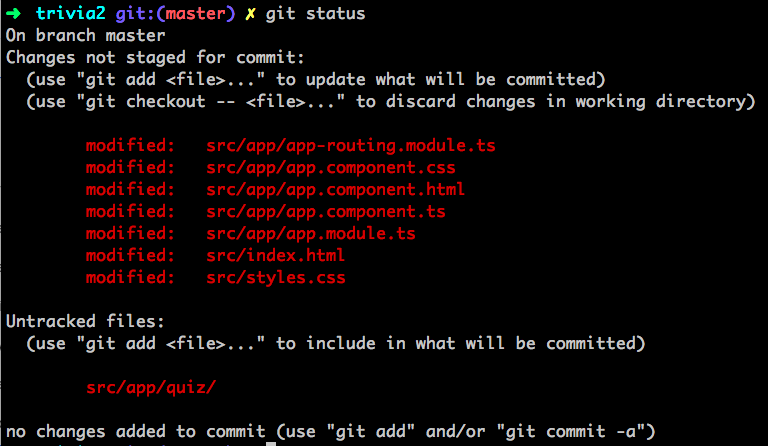 ➜ trivia2 git:(master) ✗ git status
On branch master
Changes not staged for commit:
  (use "git add <file>..." to update what will be committed)
  (use "git checkout -- <file>..." to discard changes in working directory)

        modified:   src/app/app-routing.module.ts
        modified:   src/app/app.component.css
        modified:   src/app/app.component.html
        modified:   src/app/app.component.ts
        modified:   src/app/app.module.ts
        modified:   src/index.html
        modified:   src/styles.css

Untracked files:
  (use "git add <file>..." to include in what will be committed)

        src/app/quiz/

no changes added to commit (use "git add" and/or "git commit -a")